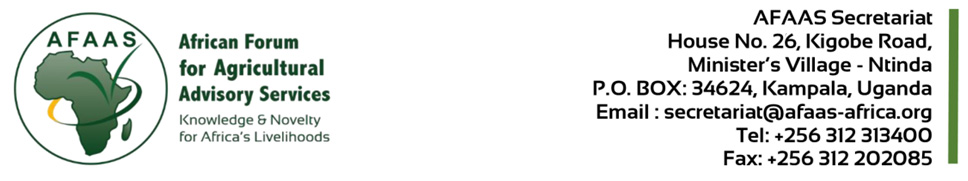 AFAAS
African Forum
for Agricultural
Advisory Services
Knowledge & Novelty
for Africa's Livelihoods
AFAAS Secretariat
House No. 26, Kigobe Road,
Minister's Village - Ntinda
P.O. BOX: 34624, Kampala, Uganda
Email : secretariat@afaas-africa.org
Tel: +256 312 313400
Fax: +256 312 202085